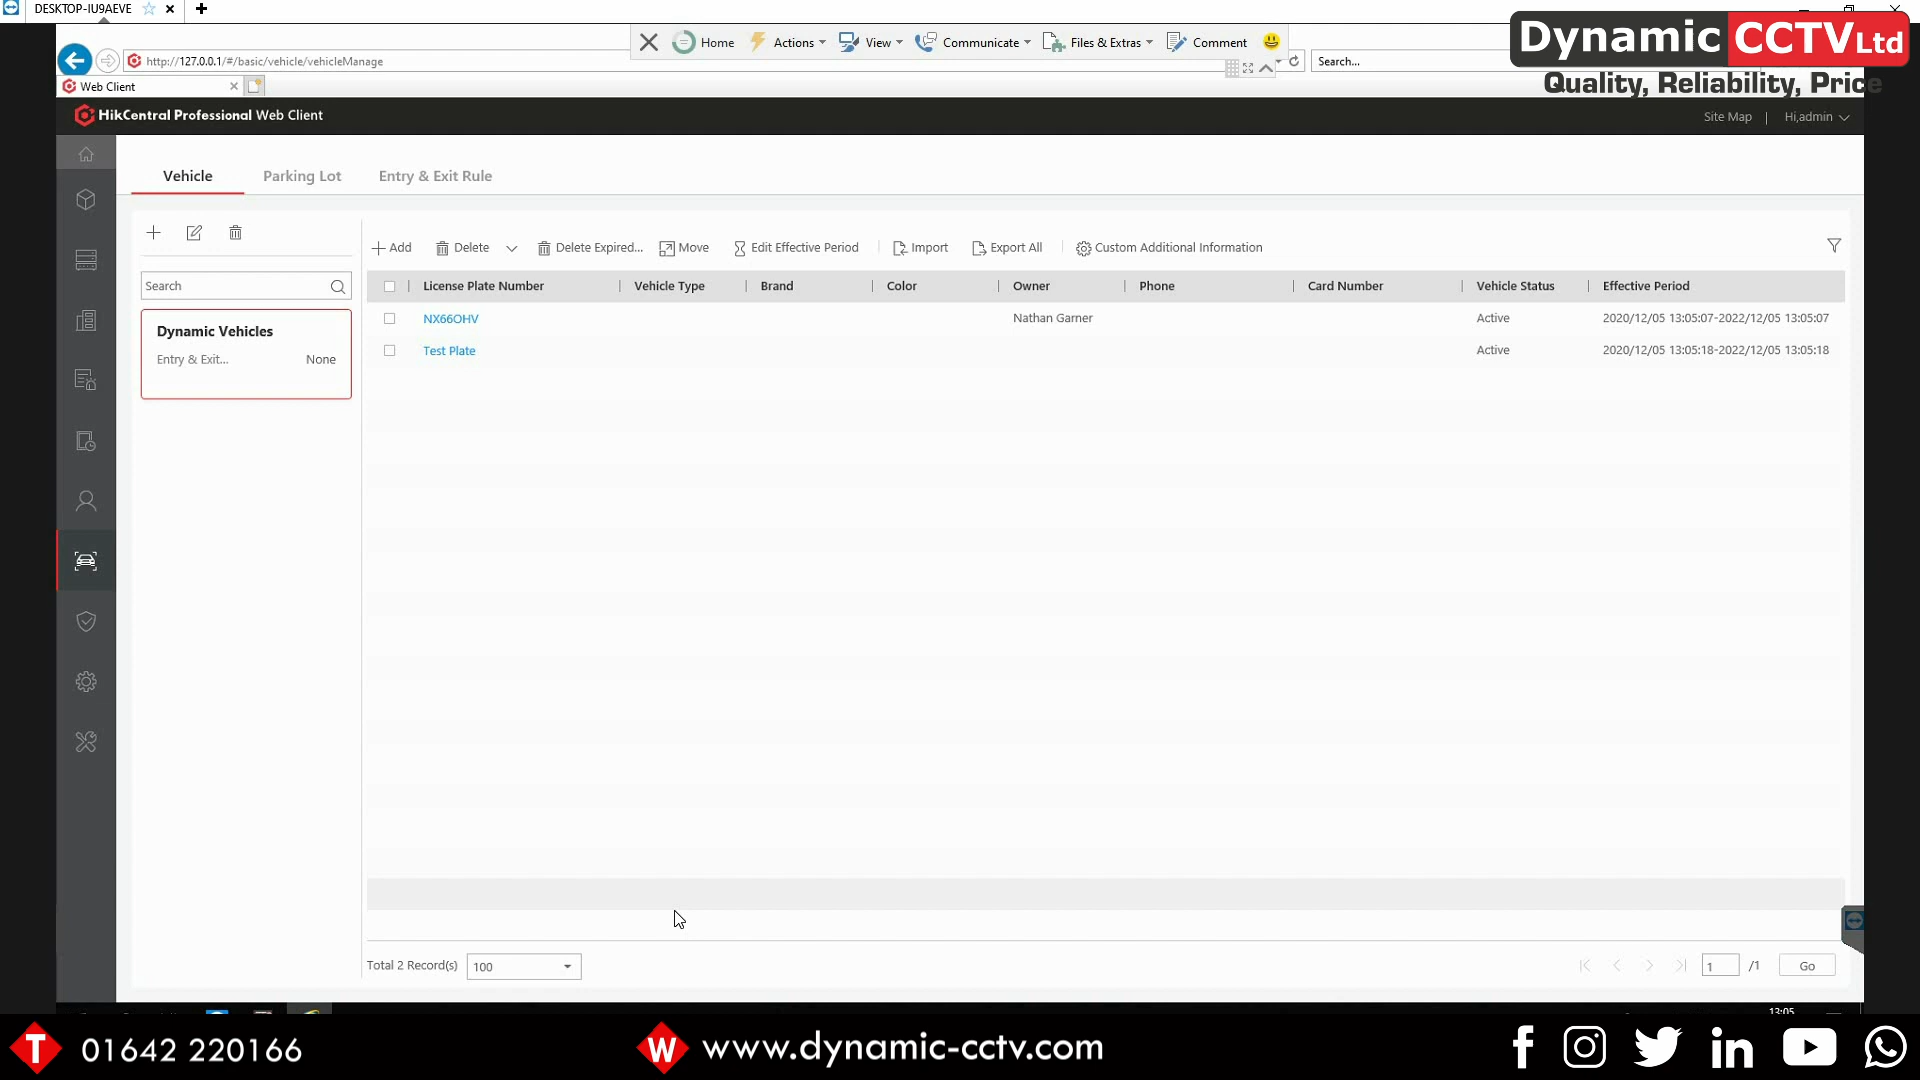 DESKTOP-IU9AEVE
Home Actions View Communicate Files & Extras Comment
Dynamic CCTV Ltd
Quality, Reliability, Price
http://127.0.0.1/#/basic/vehicle/vehicleManage
Search...
Web Client
HikCentral Professional Web Client
Site Map | Hi,admin
Vehicle Parking Lot Entry & Exit Rule
Add Delete Delete Expired... Move Edit Effective Period Import Export All Custom Additional Information
Search
License Plate Number Vehicle Type Brand Color Owner Phone Card Number Vehicle Status Effective Period
Dynamic Vehicles
Entry & Exit... None
NX66OHV Nathan Garner Active 2020/12/05 13:05:07-2022/12/05 13:05:07
Test Plate Active 2020/12/05 13:05:18-2022/12/05 13:05:18
Total 2 Record(s) 100 1 /1 Go
13:05
T 01642 220166 W www.dynamic-cctv.com